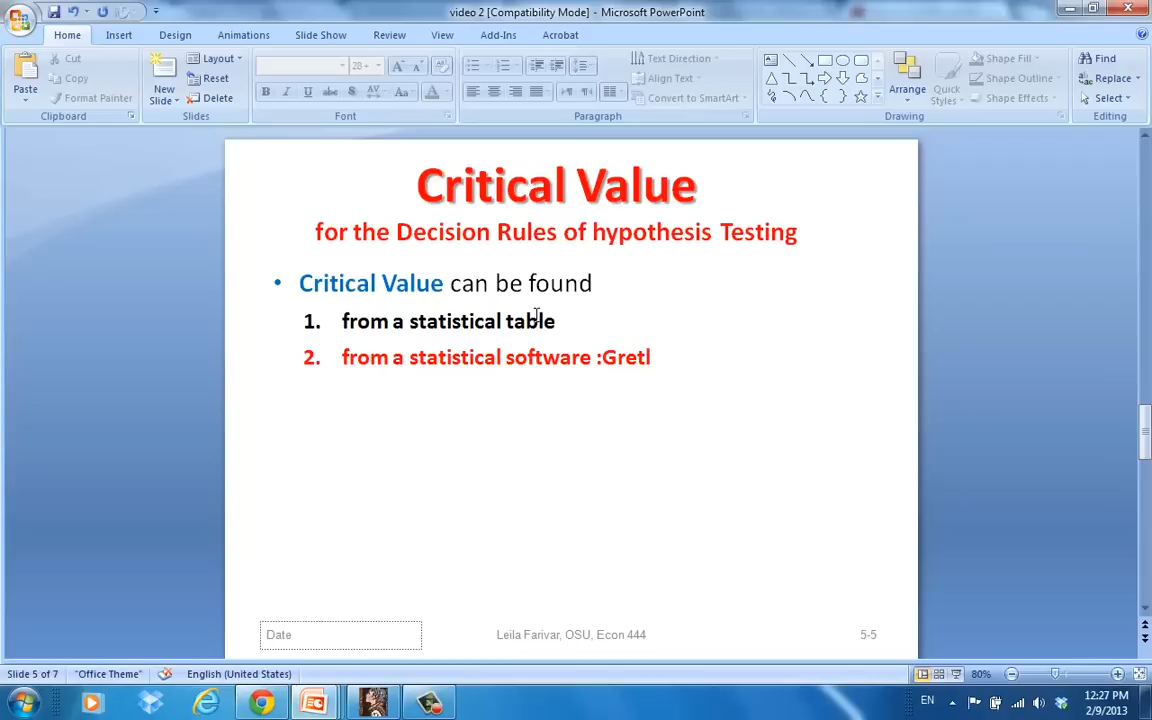 video 2 [Compatibility Mode] - Microsoft PowerPoint
Home Insert Design Animations Slide Show Review View Add-Ins Acrobat
Paste
Cut
Copy
Format Painter
Clipboard
New Slide
Layout
Reset
Delete
Slides
28
B I U abc S AV Aa A
Font
Text Direction
Align Text
Convert to SmartArt
Paragraph
Arrange
Quick Styles
Shape Fill
Shape Outline
Shape Effects
Drawing
Find
Replace
Select
Editing
Critical Value
for the Decision Rules of hypothesis Testing
• Critical Value can be found
1. from a statistical table
2. from a statistical software :Gretl
Date
Leila Farivar, OSU, Econ 444
5-5
Slide 5 of 7 "Office Theme" English (United States) 80%
EN
12:27 PM
2/9/2013